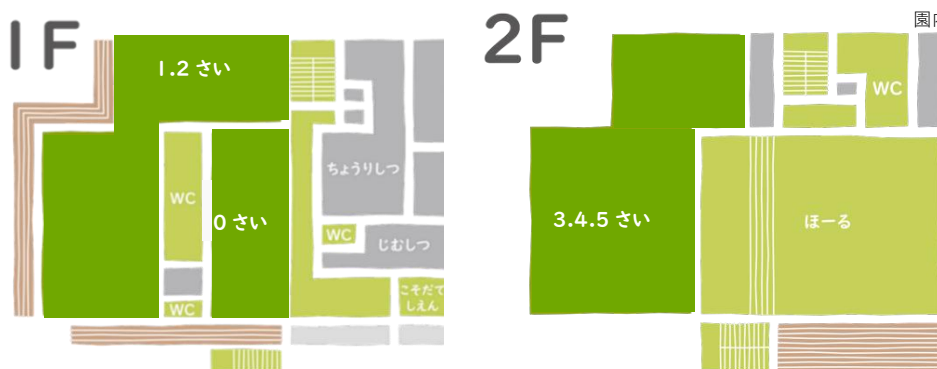 1F
1.2 さい
WC
0 さい
WC
ちょうりしつ
WC
じむしつ
こそだて
しえん
2F
WC
3.4.5 さい
ほーる